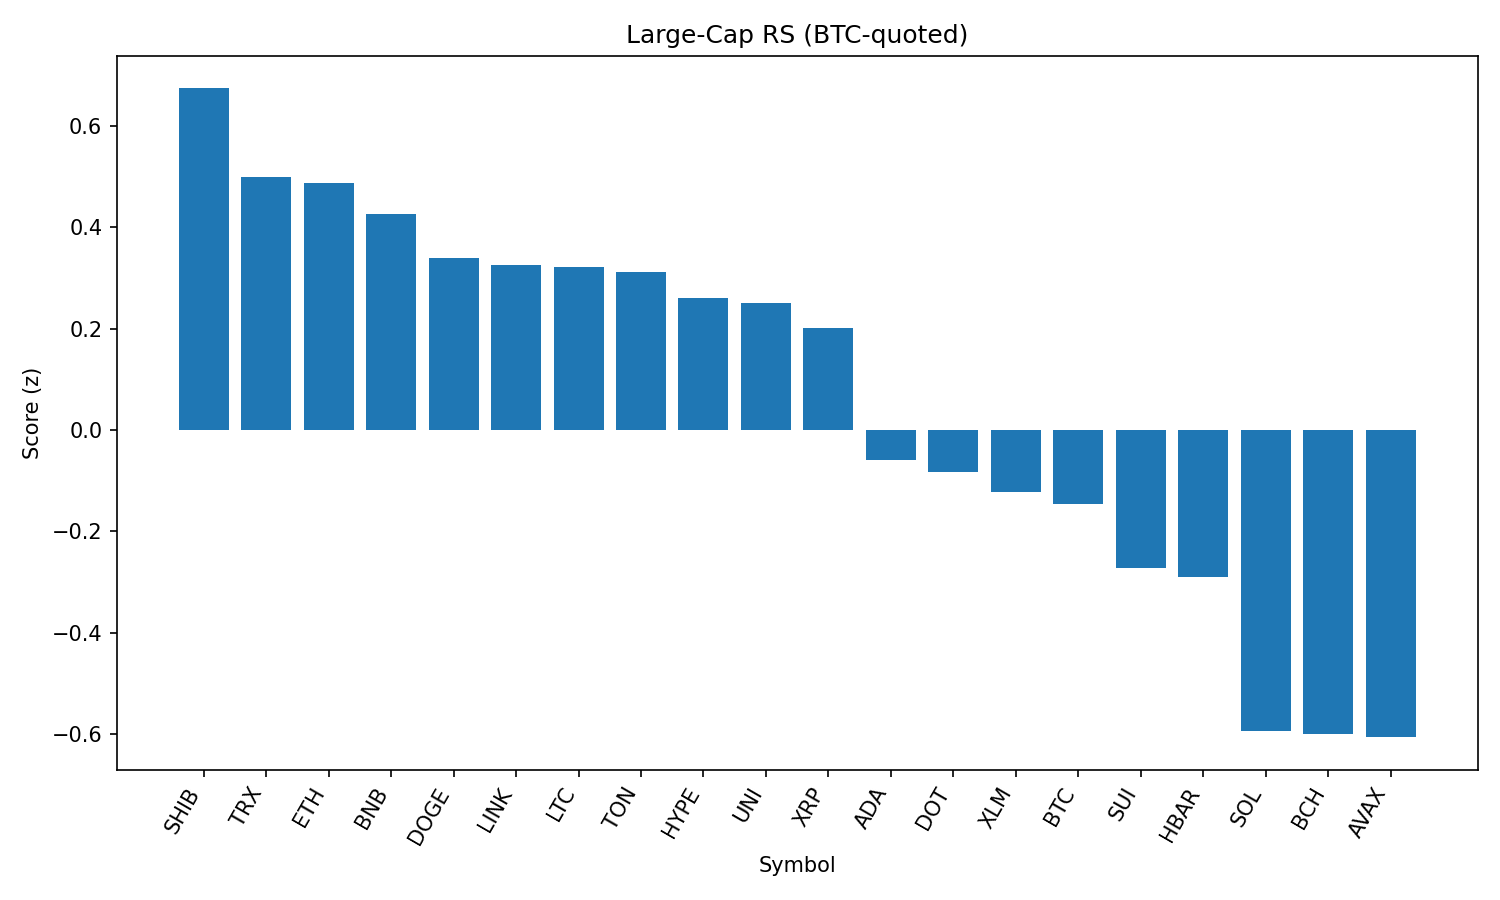 Large-Cap RS (BTC-quoted)
Score (z)
0.6
0.4
0.2
0.0
−0.2
−0.4
−0.6
SHIB
TRX
ETH
BNB
DOGE
LINK
LTC
TON
HYPE
UNI
XRP
ADA
DOT
XLM
BTC
SUI
HBAR
SOL
BCH
AVAX
Symbol